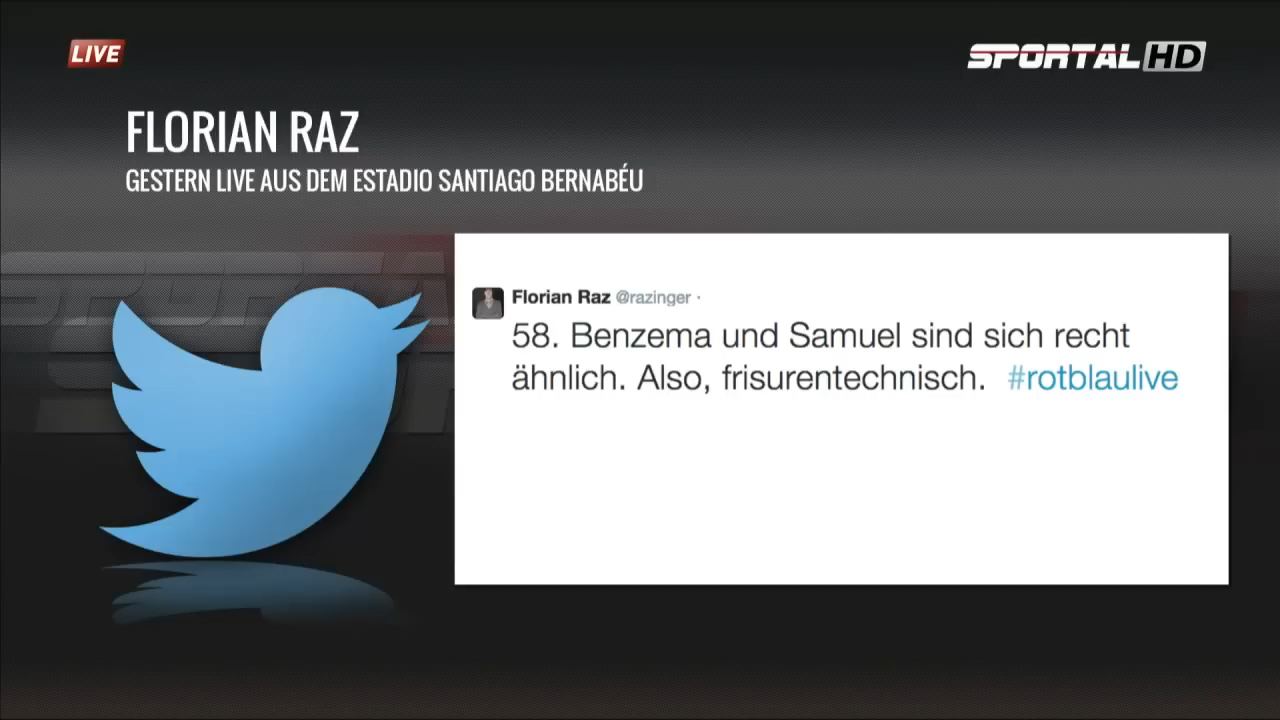 LIVE
SPORTAL HD
FLORIAN RAZ
GESTERN LIVE AUS DEM ESTADIO SANTIAGO BERNABÉU
Florian Raz @razinger ·
58. Benzema und Samuel sind sich recht
ähnlich. Also, frisurentechnisch. #rotblaulive